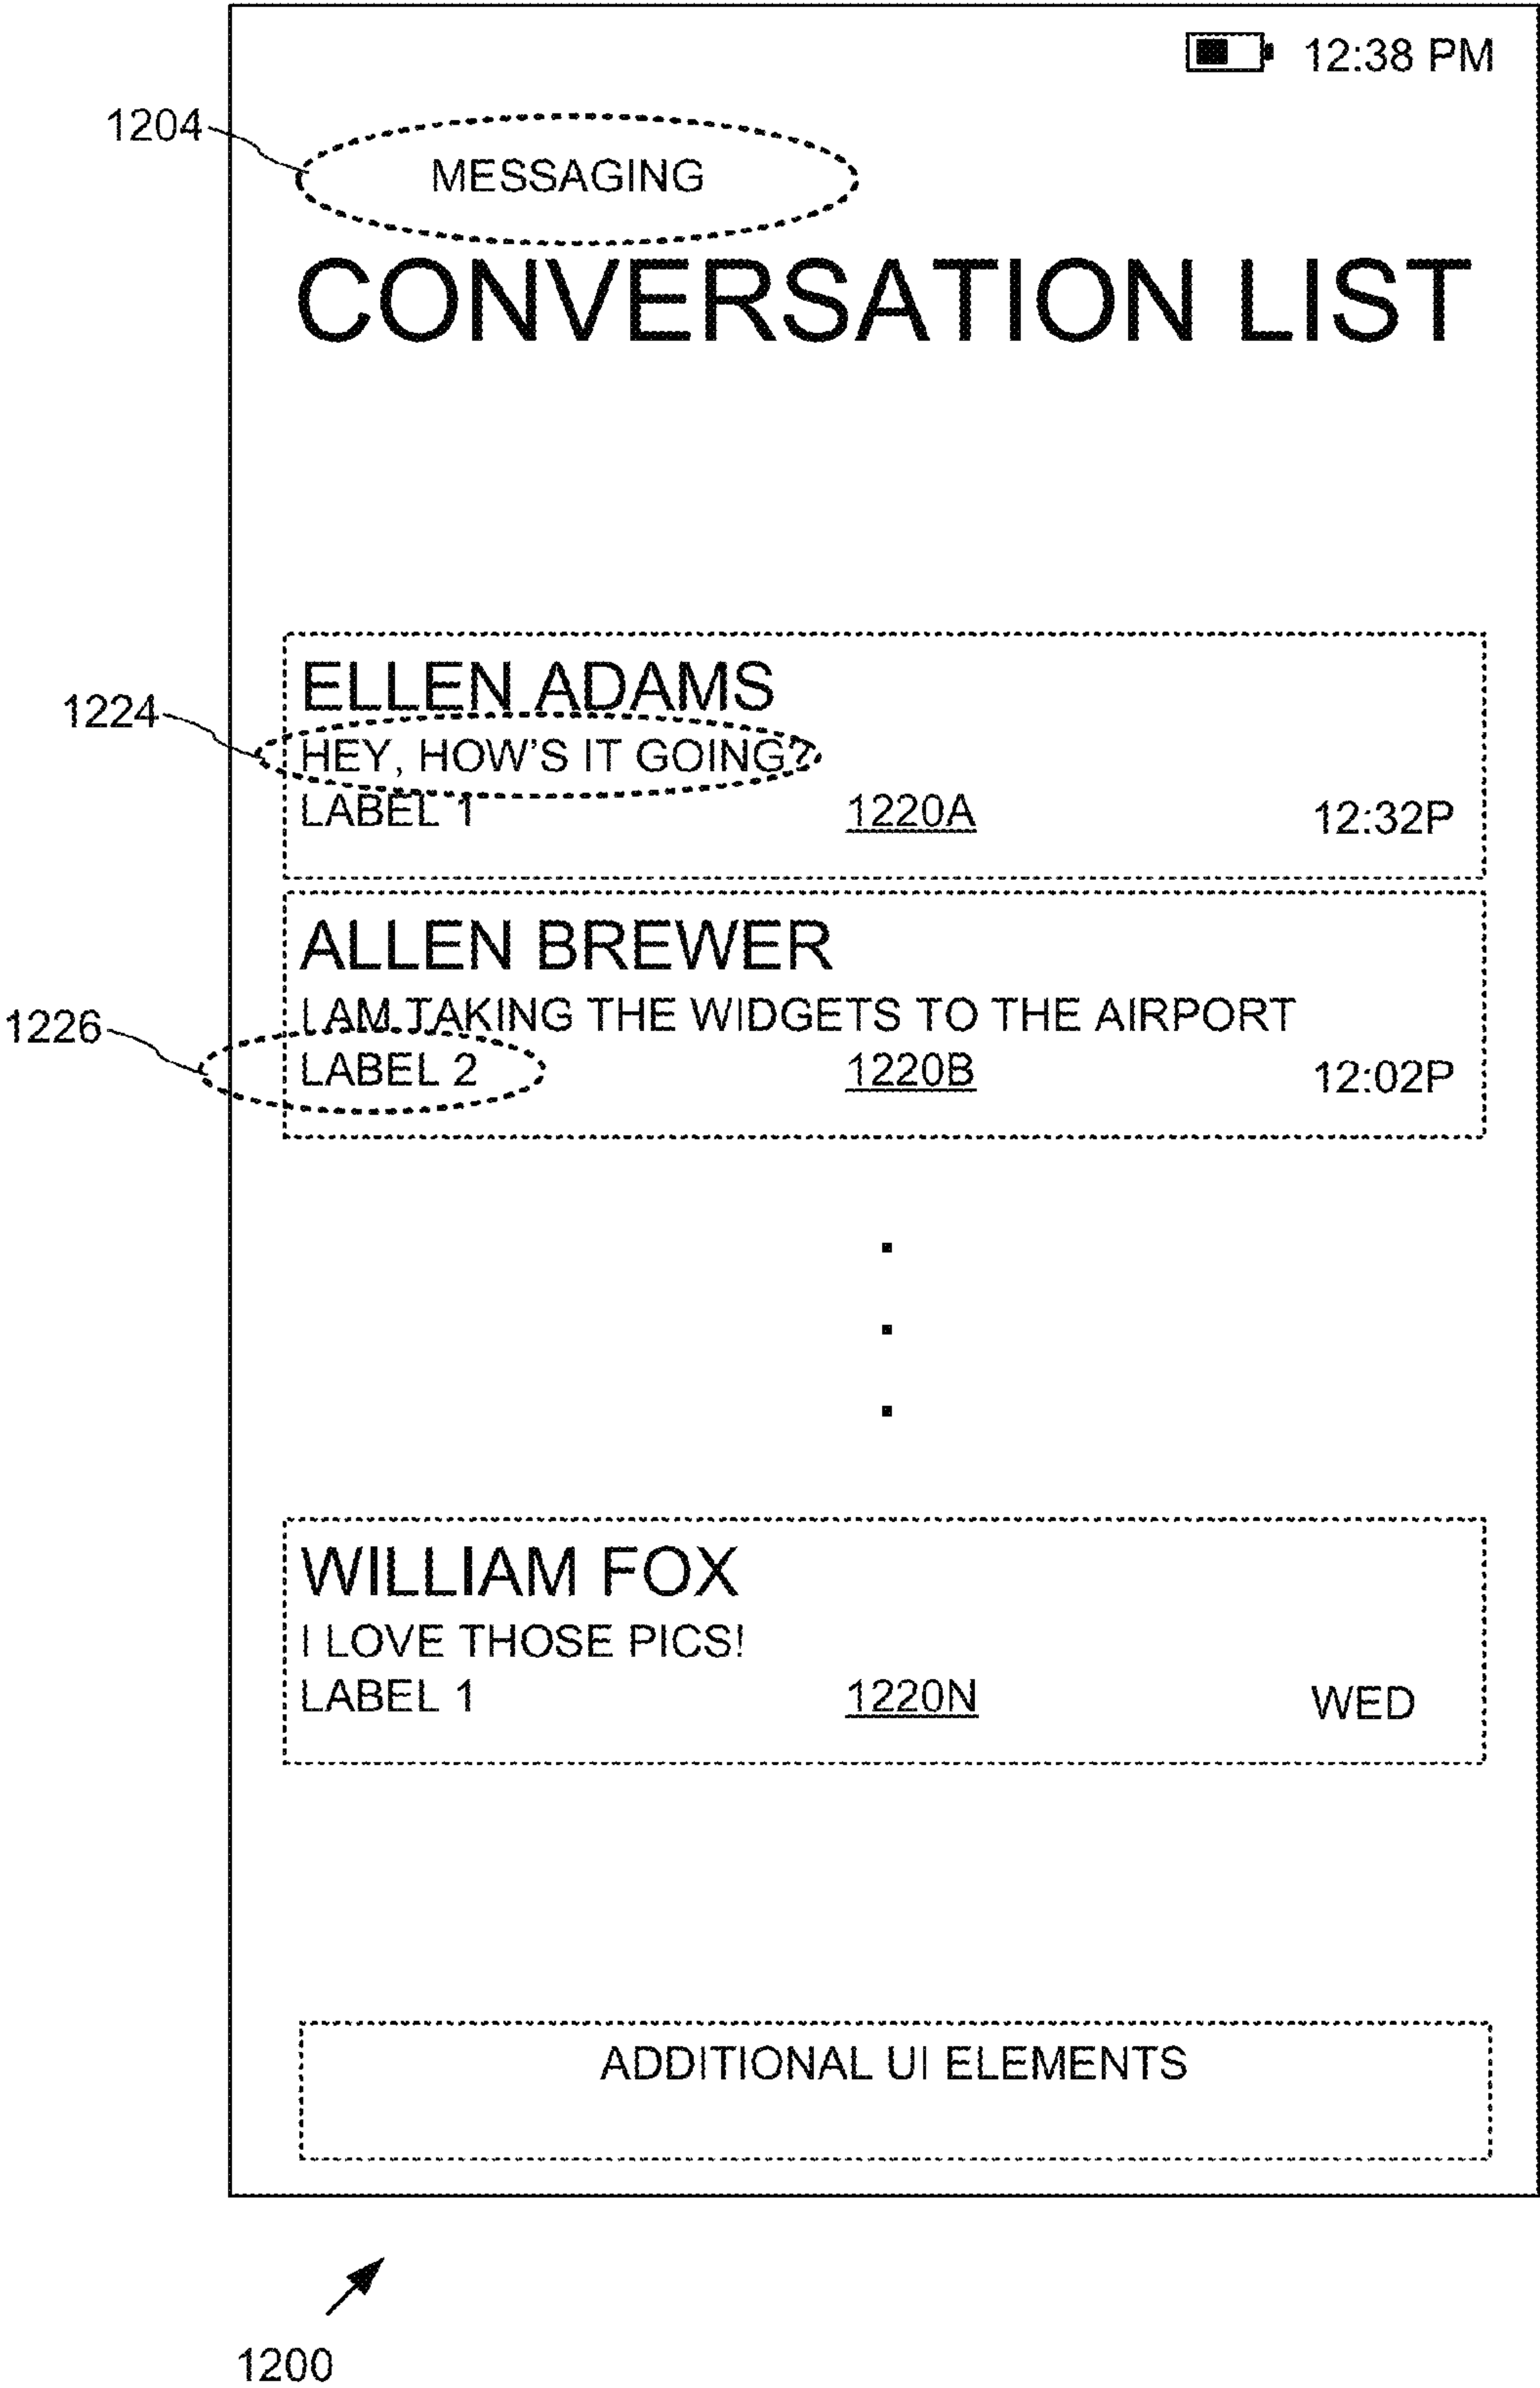 12:38 PM
1204
MESSAGING
CONVERSATION LIST
ELLEN ADAMS
1224
HEY, HOW'S IT GOING?
LABEL 1 1220A 12:32P
ALLEN BREWER
I AM TAKING THE WIDGETS TO THE AIRPORT
1226
LABEL 2 1220B 12:02P
WILLIAM FOX
I LOVE THOSE PICS!
LABEL 1 1220N WED
ADDITIONAL UI ELEMENTS
1200